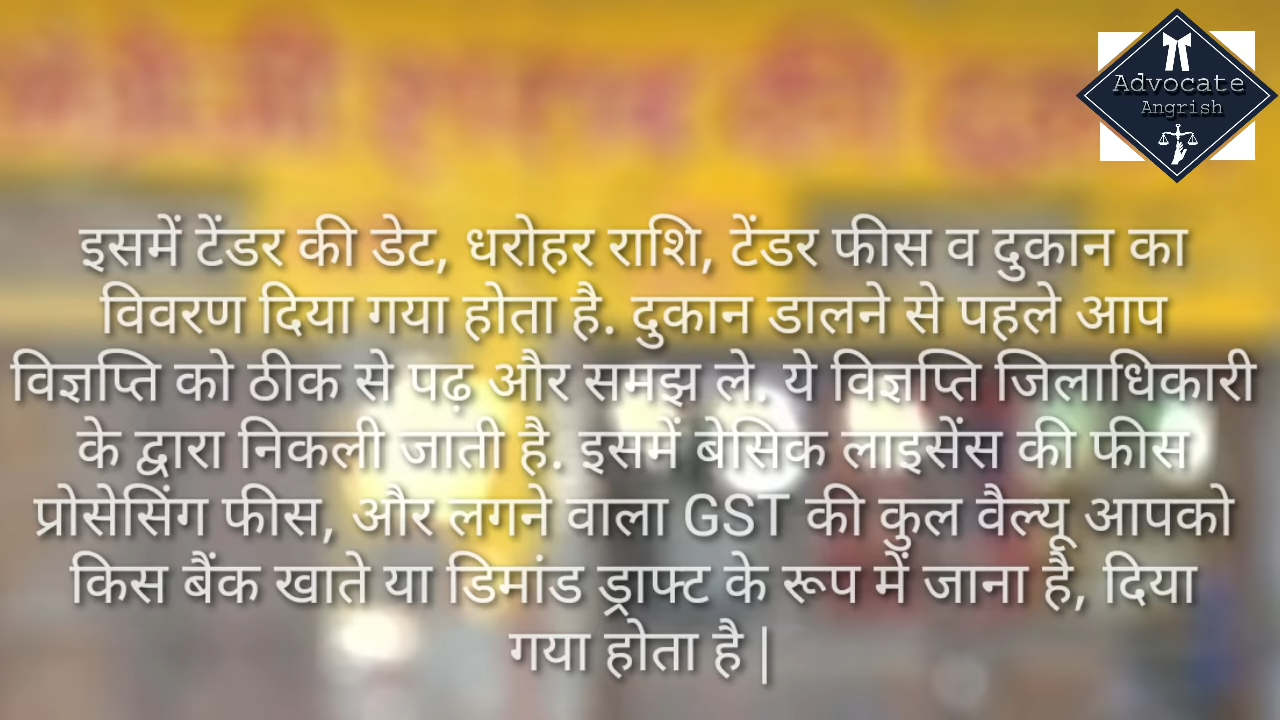 Advocate
Angrish
इसमें टेंडर की डेट, धरोहर राशि, टेंडर फीस व दुकान का
विवरण दिया गया होता है. दुकान डालने से पहले आप
विज्ञप्ति को ठीक से पढ़ और समझ ले. ये विज्ञप्ति जिलाधिकारी
के द्वारा निकली जाती है. इसमें बेसिक लाइसेंस की फीस
प्रोसेसिंग फीस, और लगने वाला GST की कुल वैल्यू आपको
किस बैंक खाते या डिमांड ड्राफ्ट के रूप में जाना है, दिया
गया होता है |